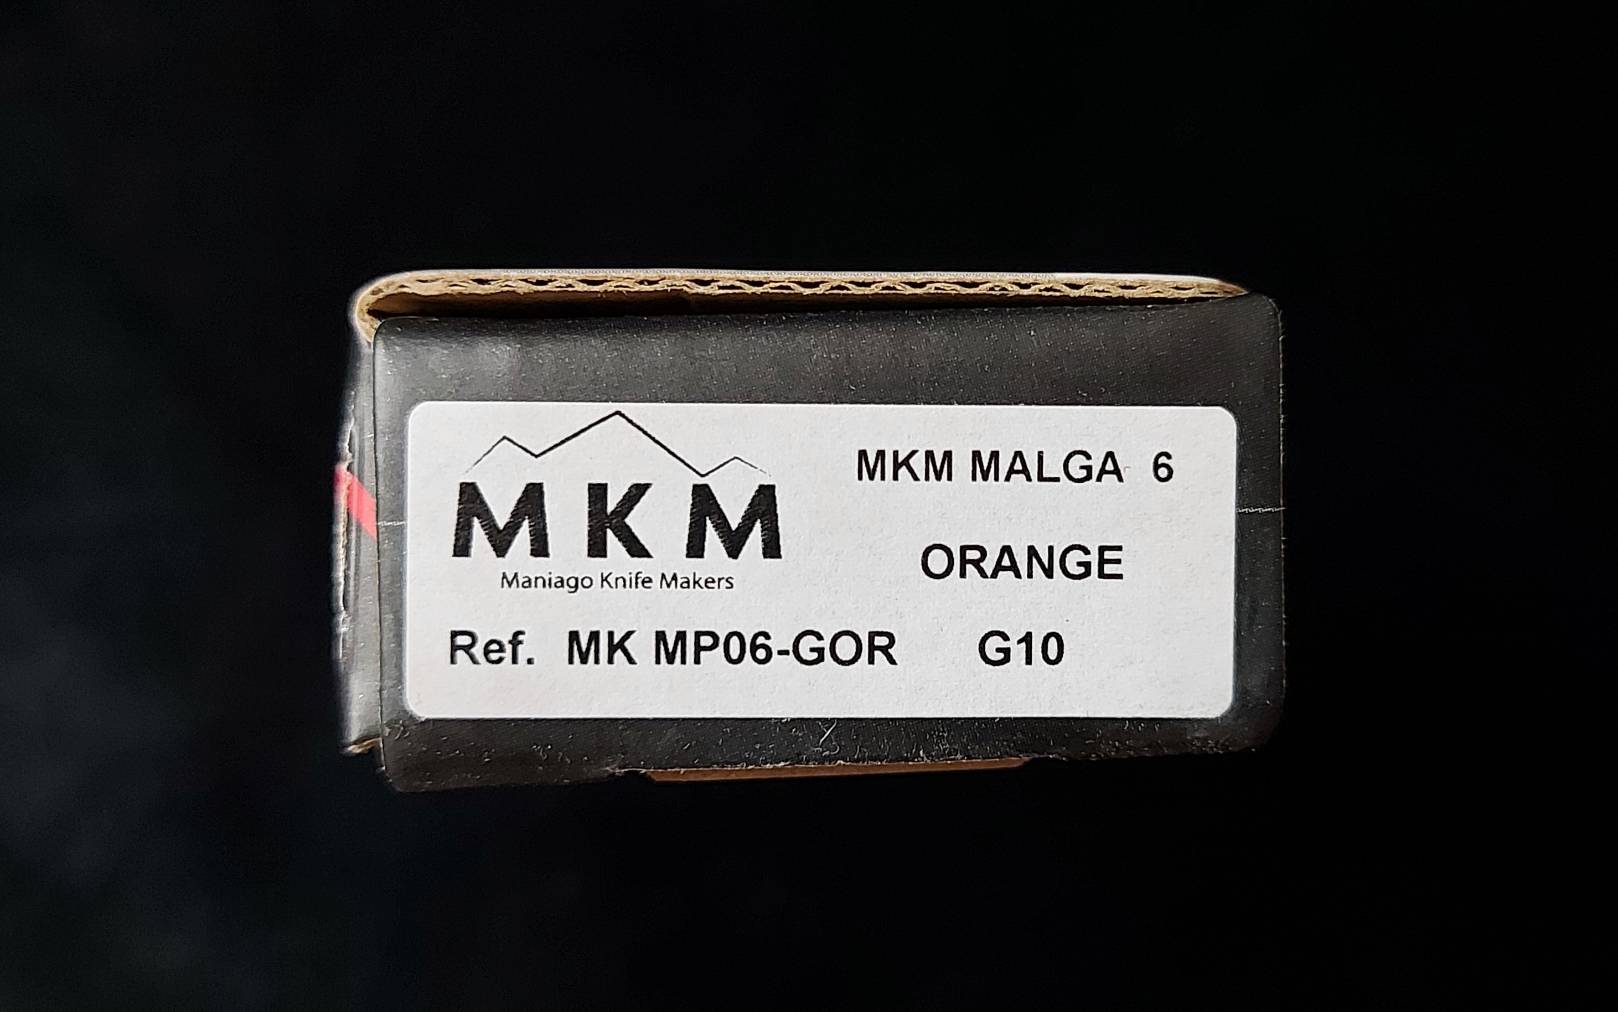 MKM
Maniago Knife Makers
MKM MALGA 6
ORANGE
Ref. MK MP06-GOR G10